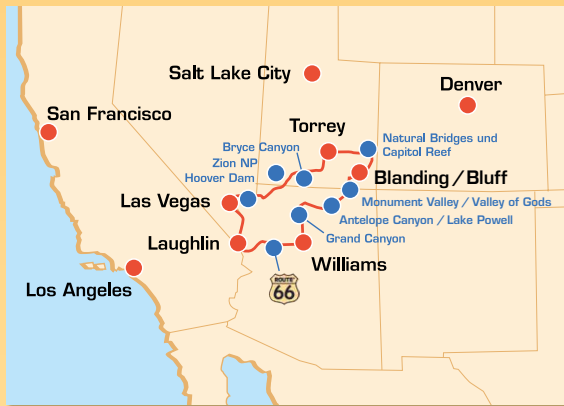 Salt Lake City
Denver
San Francisco
Torrey
Natural Bridges und
Capitol Reef
Bryce Canyon
Zion NP
Hoover Dam
Blanding/Bluff
Las Vegas
Monument Valley / Valley of Gods
Antelope Canyon / Lake Powell
Grand Canyon
Laughlin
Williams
Los Angeles
ROUTE
66